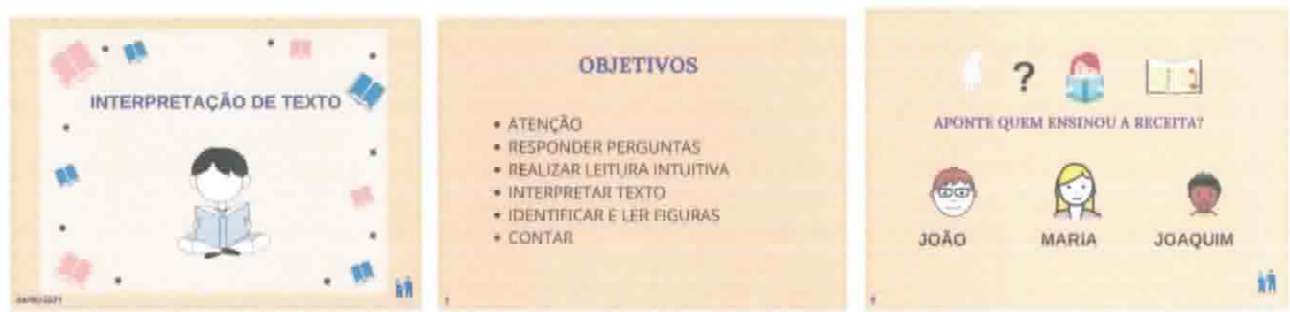 INTERPRETAÇÃO DE TEXTO
OBJETIVOS
• ATENÇÃO
• RESPONDER PERGUNTAS
• REALIZAR LEITURA INTUITIVA
• INTERPRETAR TEXTO
• IDENTIFICAR E LER FIGURAS
• CONTAR
?
APONTE QUEM ENSINOU A RECEITA?
JOÃO MARIA JOAQUIM